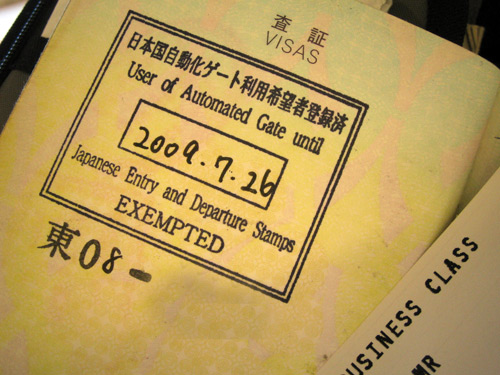 査証
VISAS
日本国自動化ゲート利用希望者登録済
User of Automated Gate until
2009.7.26
Japanese Entry and Departure Stamps
EXEMPTED
東08-
BUSINESS CLASS
MR